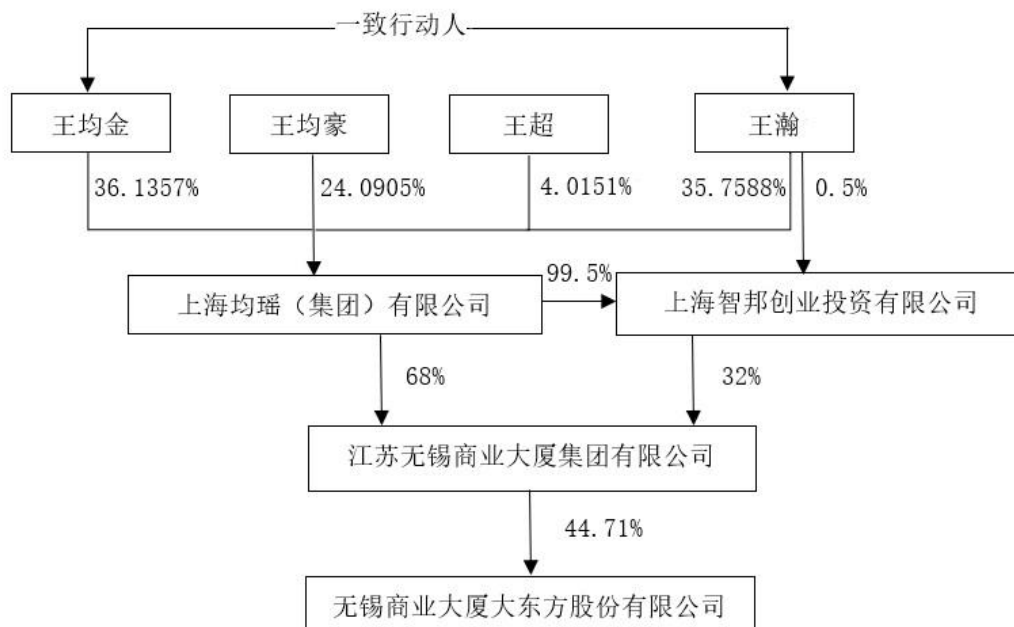 一致行动人
王均金
王均豪
王超
王瀚
36.1357%
24.0905%
4.0151%
35.7588%
0.5%
99.5%
上海均瑶（集团）有限公司
上海智邦创业投资有限公司
68%
32%
江苏无锡商业大厦集团有限公司
44.71%
无锡商业大厦大东方股份有限公司